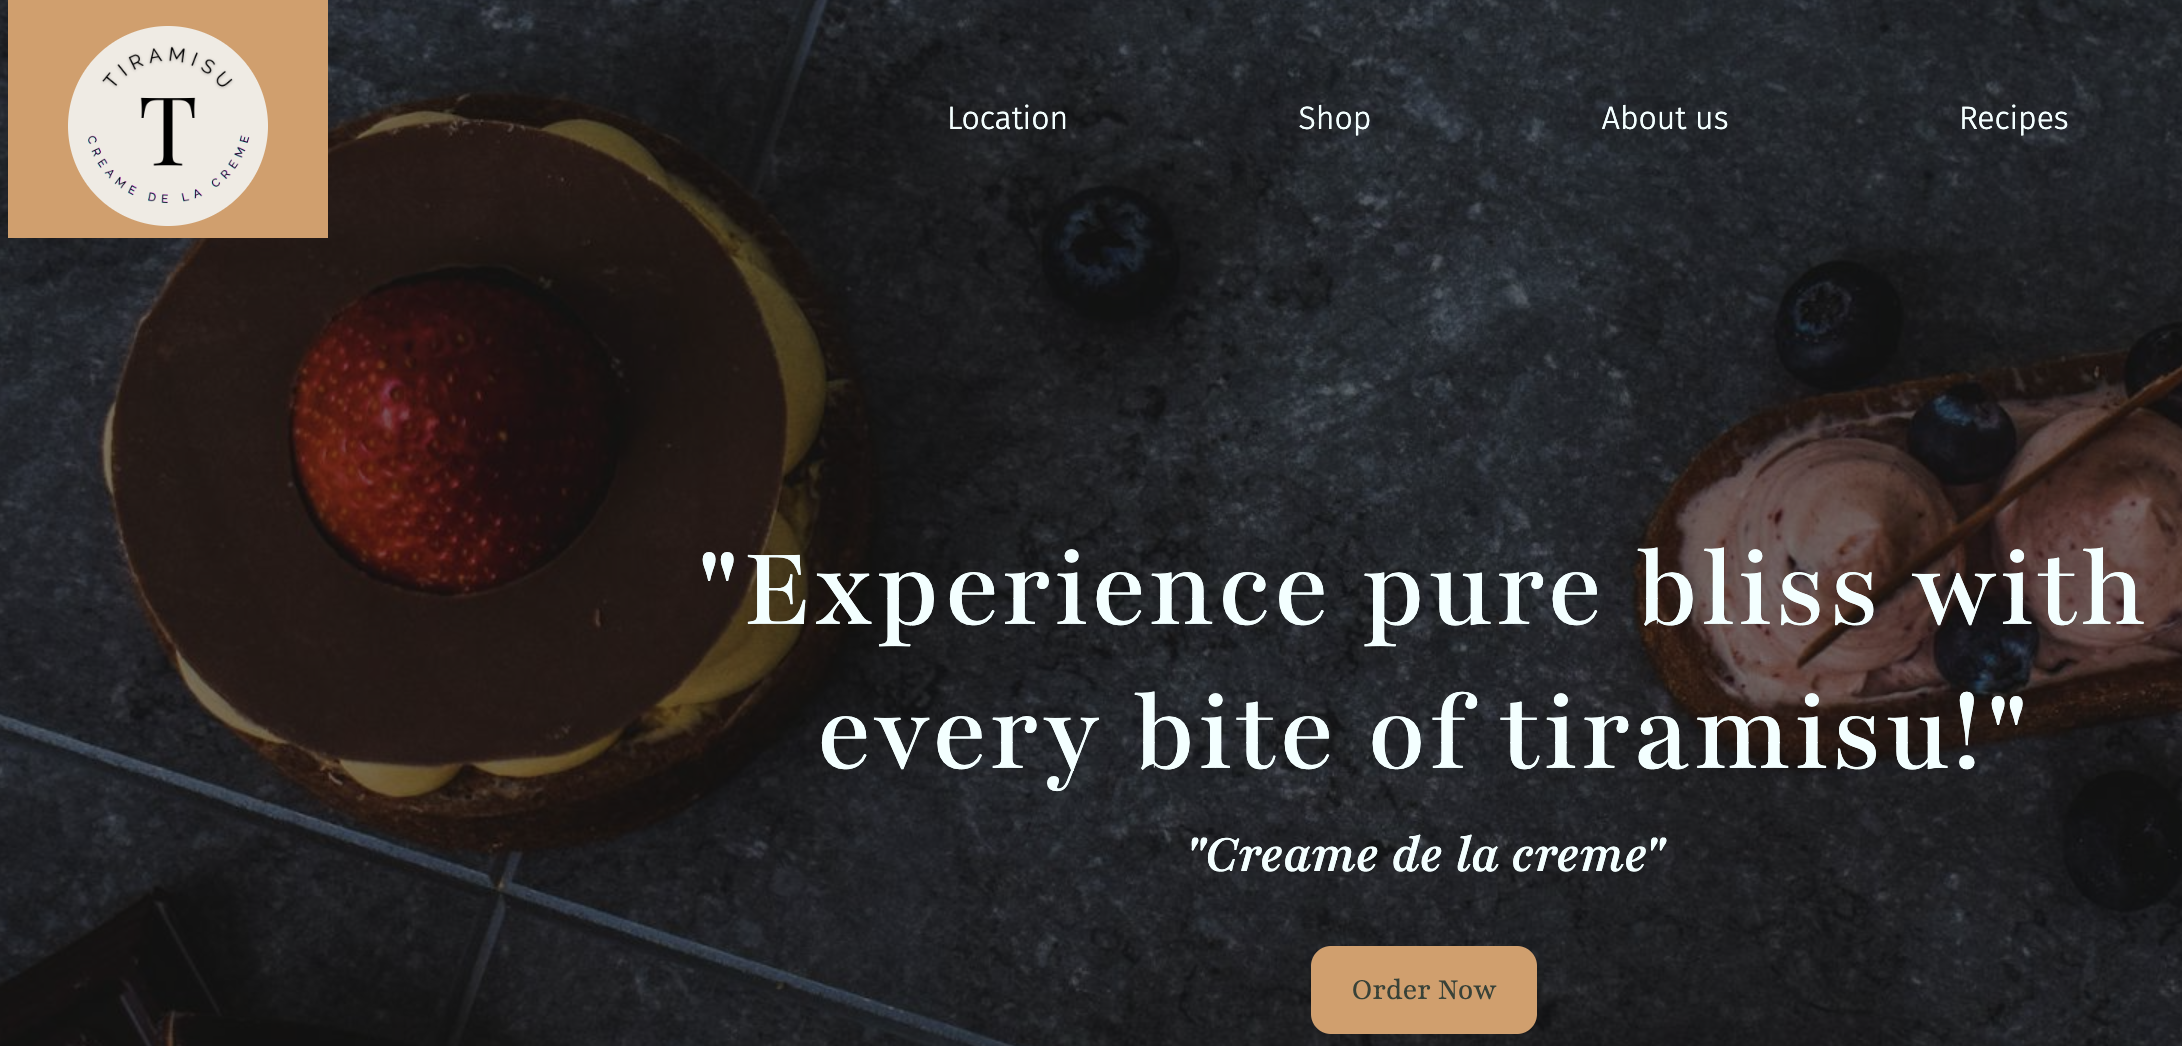 TIRAMISU
T
CREAME DE LA CREME
Location
Shop
About us
Recipes
"Experience pure bliss with
every bite of tiramisu!"
"Creame de la creme"
Order Now